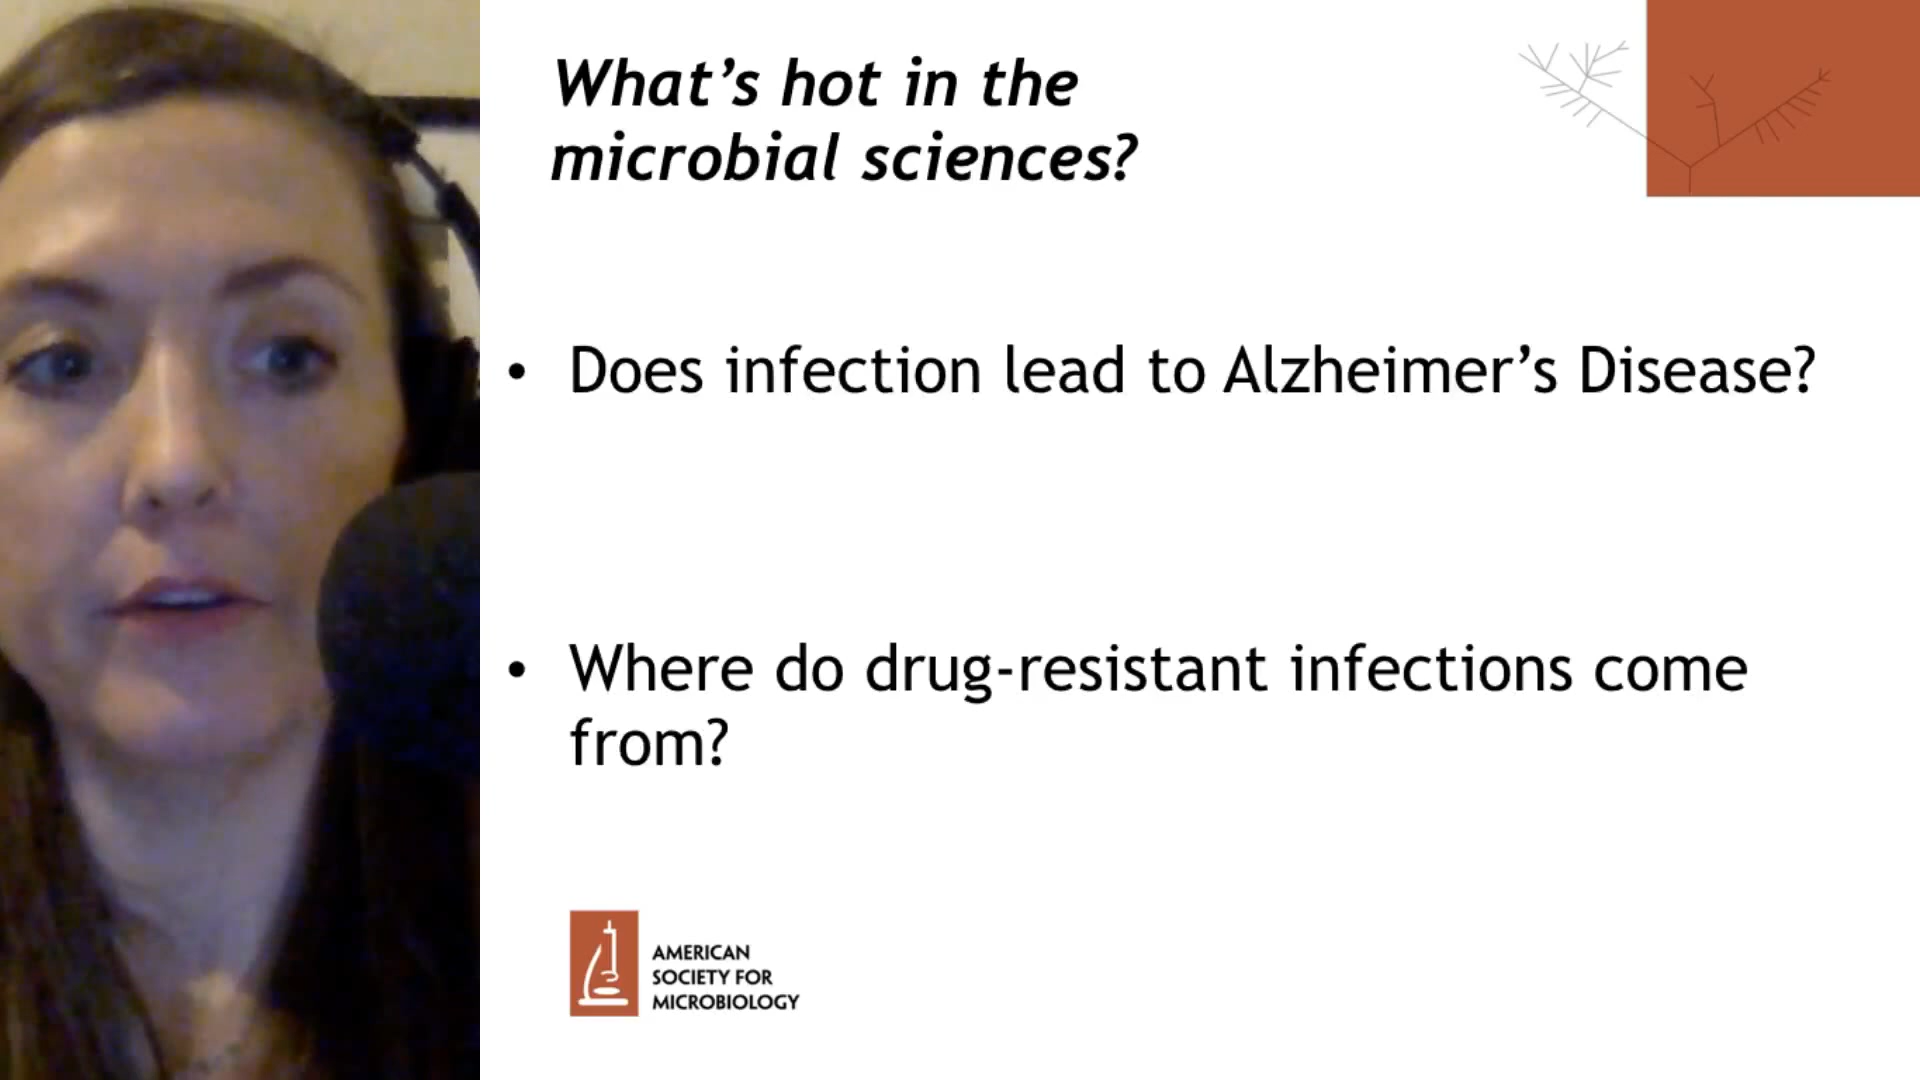 What’s hot in the
microbial sciences?
• Does infection lead to Alzheimer’s Disease?
• Where do drug-resistant infections come
from?
AMERICAN
SOCIETY FOR
MICROBIOLOGY